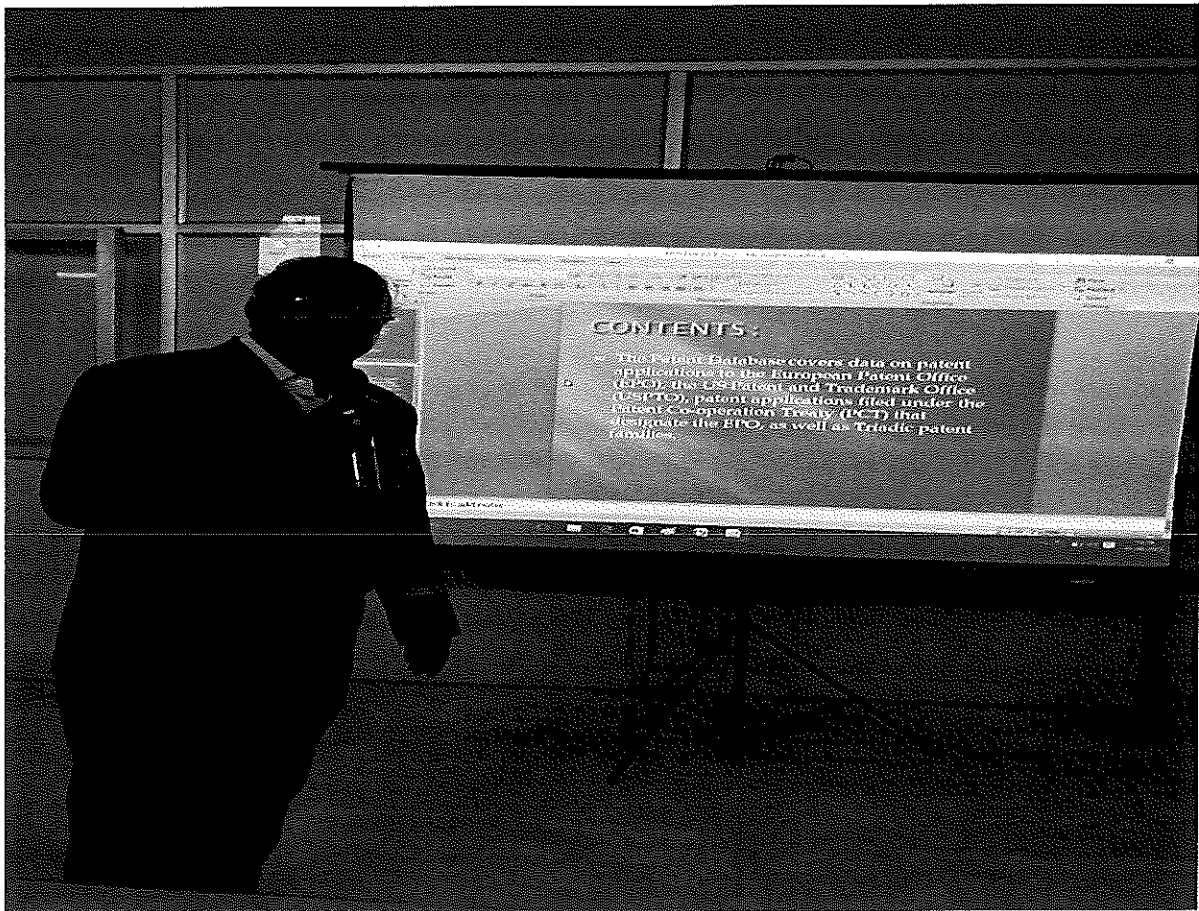 CONTENTS :
The Patent Database covers data on patent
applications to the European Patent Office
(EPO), the US Patent and Trademark Office
(USPTO), patent applications filed under the
Patent Co-operation Treaty (PCT) that
designate the EPO, as well as Triadic patent
families.